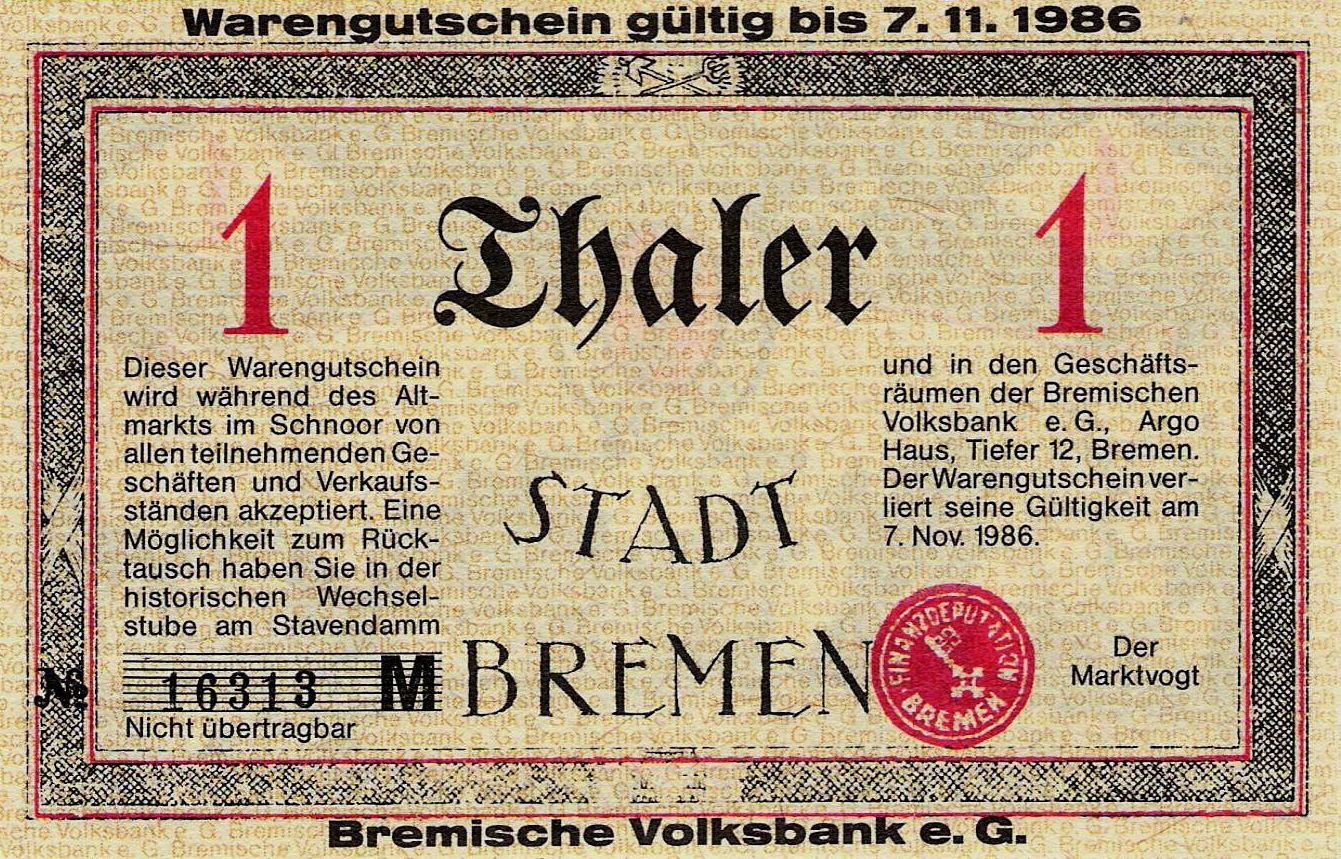 Warengutschein gültig bis 7. 11. 1986
1 Thaler 1
Dieser Warengutschein
wird während des Alt-
markts im Schnoor von
allen teilnehmenden Ge-
schäften und Verkaufs-
ständen akzeptiert. Eine
Möglichkeit zum Rück-
tausch haben Sie in der
historischen Wechsel-
stube am Stavendamm
und in den Geschäfts-
räumen der Bremischen
Volksbank e. G., Argo
Haus, Tiefer 12, Bremen.
Der Warengutschein ver-
liert seine Gültigkeit am
7. Nov. 1986.
STADT
BREMEN
FINANZDEPUTATION
BREMEN
Der
Marktvogt
№ 16313 M
Nicht übertragbar
Bremische Volksbank e. G.